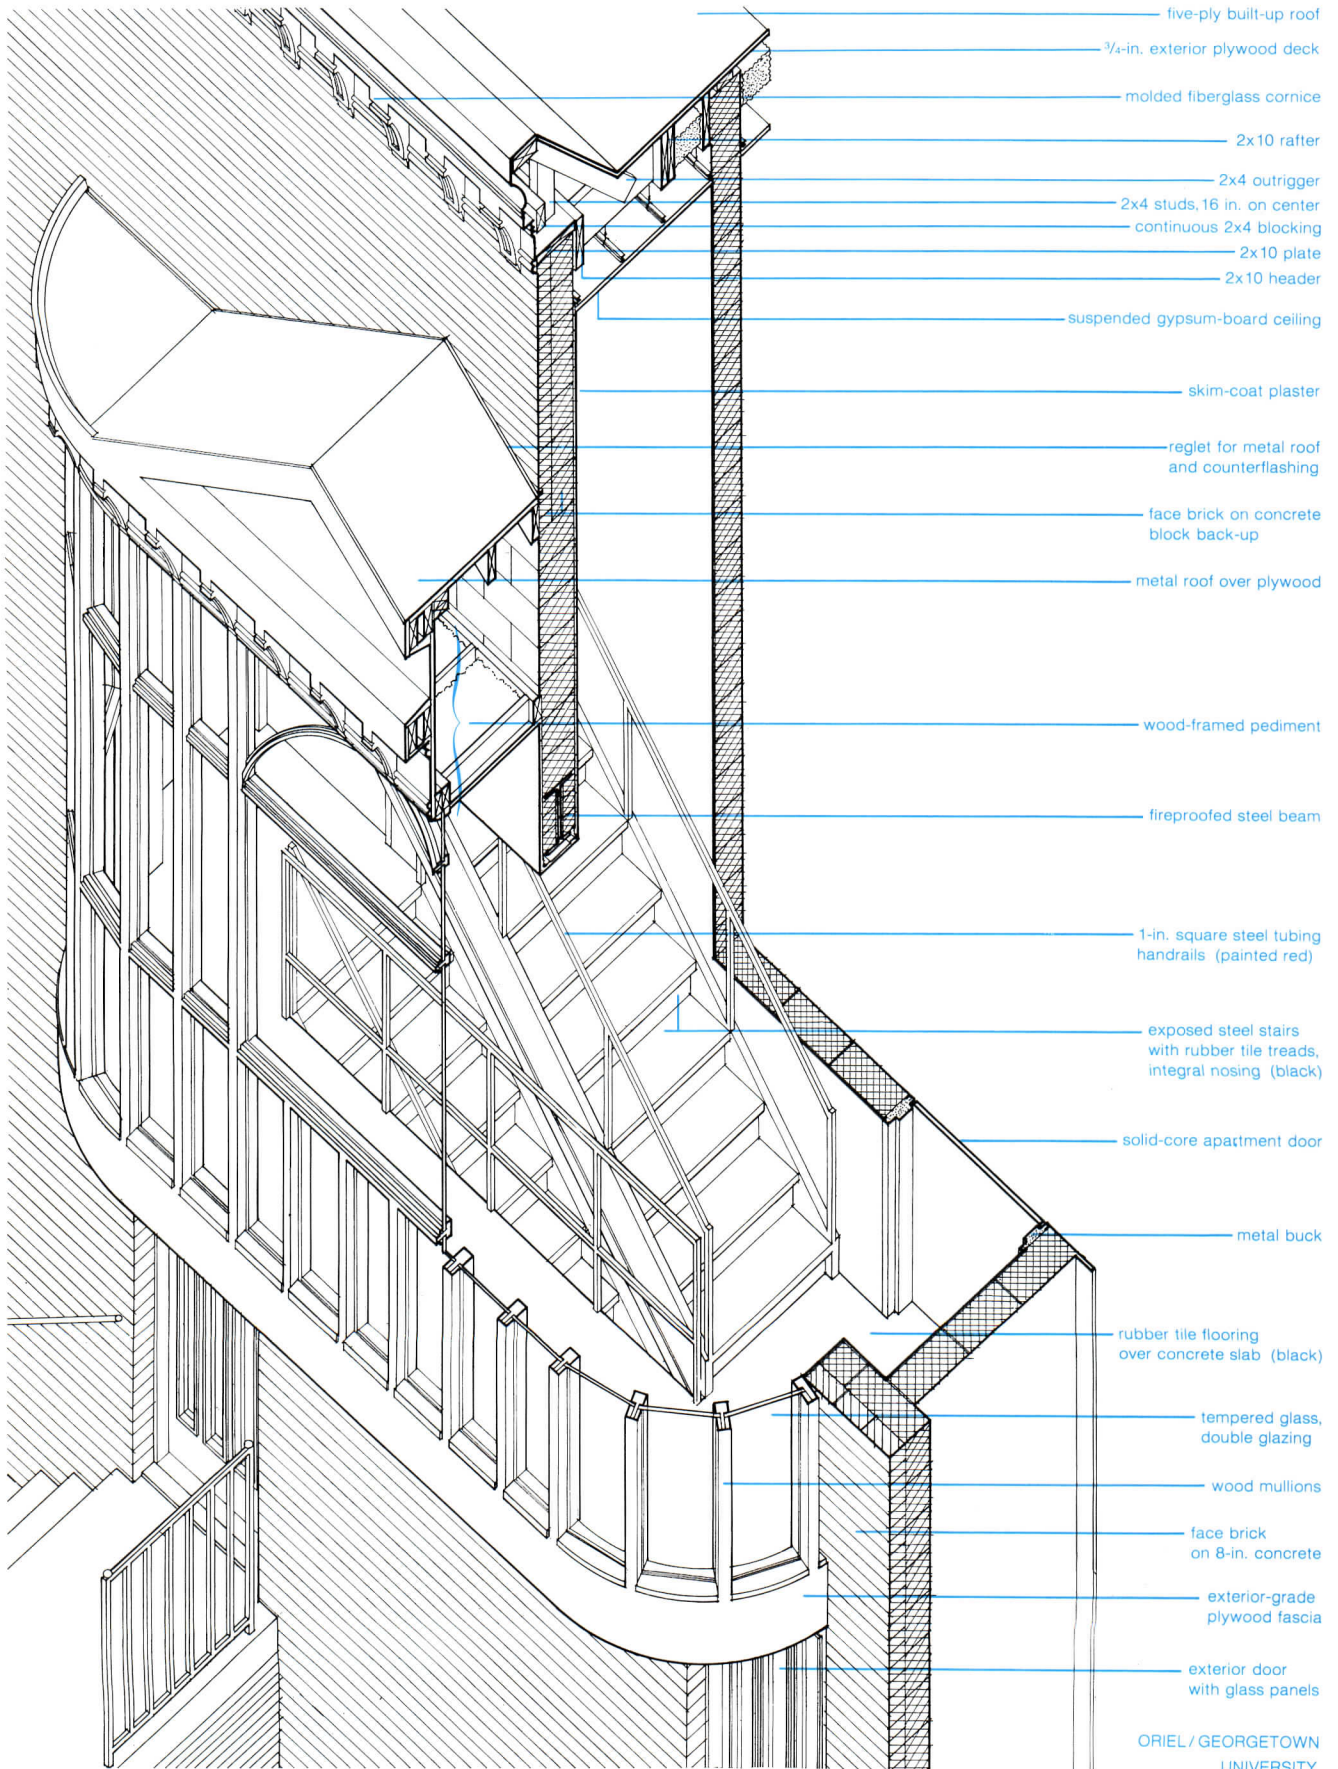 five-ply built-up roof
3/4-in. exterior plywood deck
molded fiberglass cornice
2x10 rafter
2x4 outrigger
2x4 studs, 16 in. on center
continuous 2x4 blocking
2x10 plate
2x10 header
suspended gypsum-board ceiling
skim-coat plaster
reglet for metal roof
and counterflashing
face brick on concrete
block back-up
metal roof over plywood
wood-framed pediment
fireproofed steel beam
1-in. square steel tubing
handrails (painted red)
exposed steel stairs
with rubber tile treads,
integral nosing (black)
solid-core apartment door
metal buck
rubber tile flooring
over concrete slab (black)
tempered glass,
double glazing
wood mullions
face brick
on 8-in. concrete
exterior-grade
plywood fascia
exterior door
with glass panels
ORIEL/GEORGETOWN
UNIVERSITY